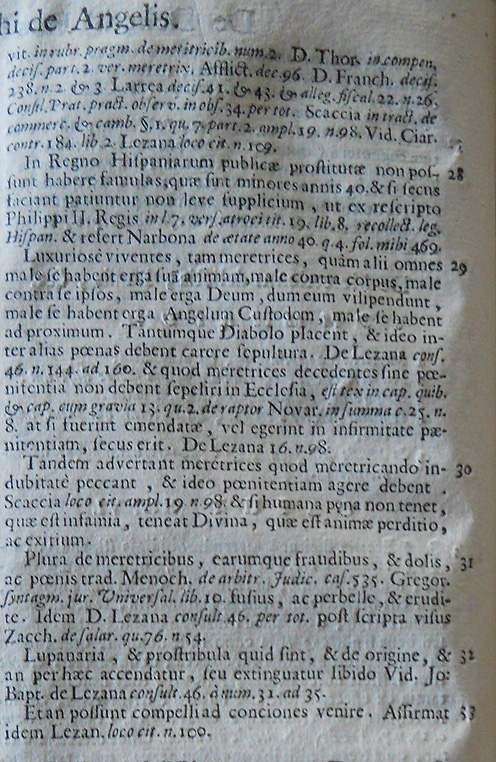 hi de Angelis.
vit. in rubr. pragm. de meritricib. num. 2. D. Thor. in compen,
decis. part. 2. ver. meretrix. Afflict. dec. 96. D. Franch. decis.
238. n. 2. & 3. Larrea decis. 41. & 43. & alleg. fiscal. 22. n. 26.
Consil. Prat. pract. observ. in obs. 34. per tot. Scaccia in tract. de
commerc. & camb. §. 1. qu. 7. part. 2. ampl. 19. n. 98. Vid. Ciar.
contr. 184. lib. 2. Lezana loco cit. n. 109.
In Regno Hispaniarum publicæ prostitutæ non pos- 28
sunt habere famulas, quæ sint minores annis 40. & si secus
faciant patiuntur non leve supplicium, ut ex rescripto
Philippi II. Regis in l. 7. vers. atroci tit. 19. lib. 8. recollect. leg.
Hispan. & refert Narbona de ætate anno 40. q. 4. fol. mihi 469.
Luxuriose viventes, tam meretrices, quàm alii omnes 29
male se habent erga suã animam, male contra corpus, male
contra se ipsos, male erga Deum, dum eum vilipendunt,
male se habent erga Angelum Custodem, male se habent
ad proximum. Tantumque Diabolo placent, & ideo in-
ter alias pœnas debent carere sepultura. De Lezana cons.
46. n. 144. ad 160. & quod meretrices decedentes sine pœ-
nitentia non debent sepeliri in Ecclesia, est tex in cap. quib.
& cap. cum gravia 13. qu. 2. de raptor Novar. in summa c. 25. n.
8. at si fuerint emendatæ, vel egerint in infirmitate pæ-
nitentiam, secus erit. De Lezana 16. n. 98.
Tandem advertant meretrices quod meretricando in- 30
dubitatè peccant, & ideo pœnitentiam agere debent.
Scaccia loco cit. ampl. 19 n. 98. & si humana pęna non tenet,
quæ est infamia, teneat Divina, quæ est animæ perditio,
ac exitium.
Plura de meretricibus, earumque fraudibus, & dolis, 31
ac pœnis trad. Menoch. de arbitr. Judic. cas. 535. Gregor.
syntagm. jur. Universal. lib. 10. fusius, ac perbelle, & erudi-
te. Idem D. Lezana consult. 46. per tot. post scripta visus
Zacch. de salar. qu. 76. n. 54.
Lupanaria, & prostribula quid sint, & de origine, & 32
an per hæc accendatur, seu extinguatur libido Vid. Jo:
Bapt. de Lezana consult. 46. à num. 31. ad 35.
Et an possunt compelli ad conciones venire. Affirmat 33
idem Lezan. loco cit. n. 100.